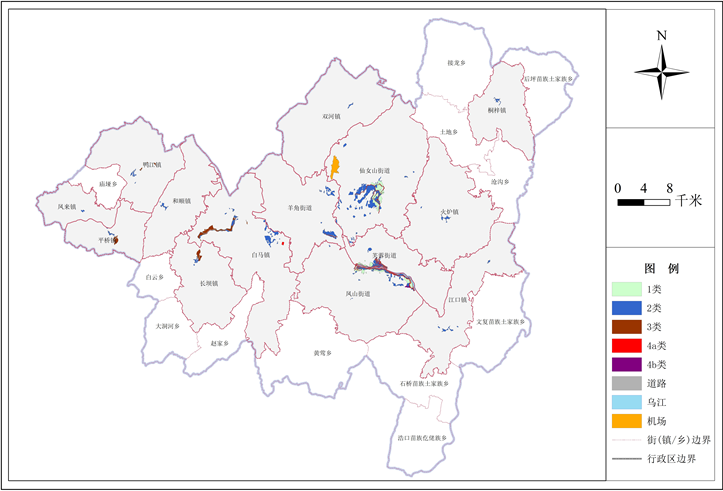 N
0 4 8 千米
接龙乡
后坪苗族土家族乡
桐梓镇
双河镇
土地乡
鸭江镇
仙女山街道
沧沟乡
庙垭乡
和顺镇
凤来镇
羊角街道
火炉镇
平桥镇
白马镇
芙蓉街道
白云乡
长坝镇
凤山街道
江口镇
文复苗族土家族乡
大洞河乡
赵家乡
黄莺乡
石桥苗族土家族乡
浩口苗族仡佬族乡
图 例
1类
2类
3类
4a类
4b类
道路
乌江
机场
街(镇/乡)边界
行政区边界